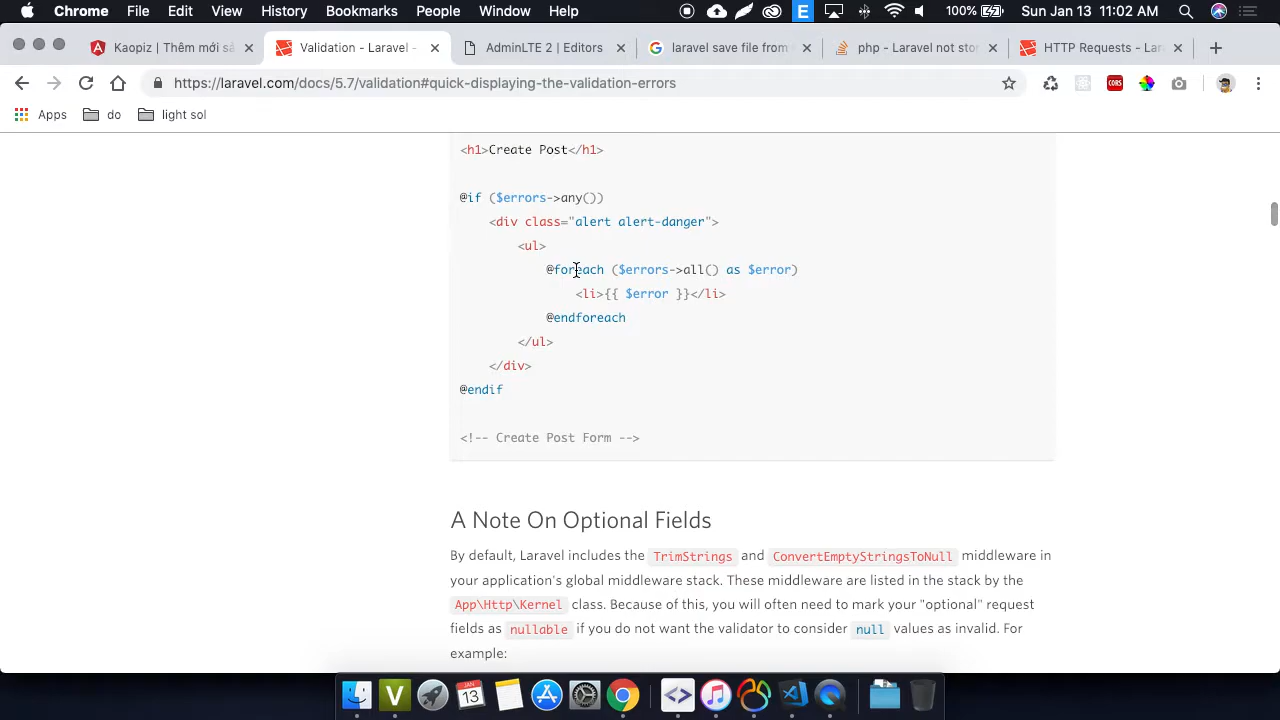 Chrome File Edit View History Bookmarks People Window Help 100% Sun Jan 13 11:02 AM
Kaopiz | Thêm mới sả Validation - Laravel - AdminLTE 2 | Editors laravel save file from php - Laravel not stor HTTP Requests - Lara
https://laravel.com/docs/5.7/validation#quick-displaying-the-validation-errors
Apps do light sol
<h1>Create Post</h1>
@if ($errors->any())
<div class="alert alert-danger">
<ul>
@foreach ($errors->all() as $error)
<li>{{ $error }}</li>
@endforeach
</ul>
</div>
@endif
<!-- Create Post Form -->
A Note On Optional Fields
By default, Laravel includes the TrimStrings and ConvertEmptyStringsToNull middleware in
your application's global middleware stack. These middleware are listed in the stack by the
App\Http\Kernel class. Because of this, you will often need to mark your "optional" request
fields as nullable if you do not want the validator to consider null values as invalid. For
example: